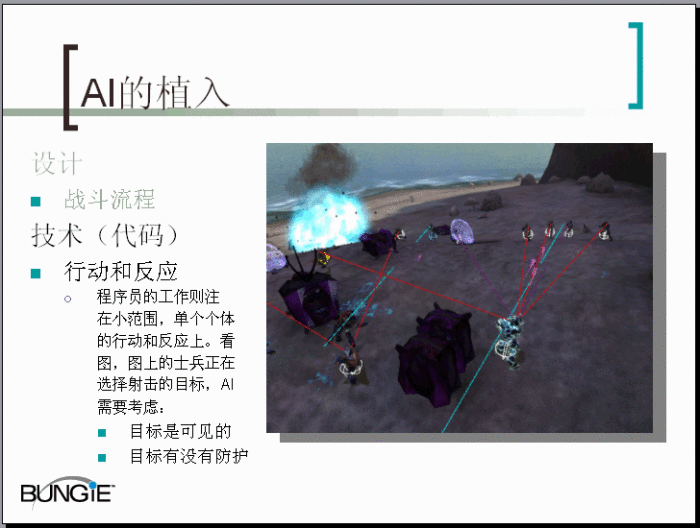 AI的植入
设计
战斗流程
技术（代码）
行动和反应
程序员的工作则注
在小范围，单个个体
的行动和反应上。看
图，图上的士兵正在
选择射击的目标，AI
需要考虑：
目标是可见的
目标有没有防护
BUNGiE™